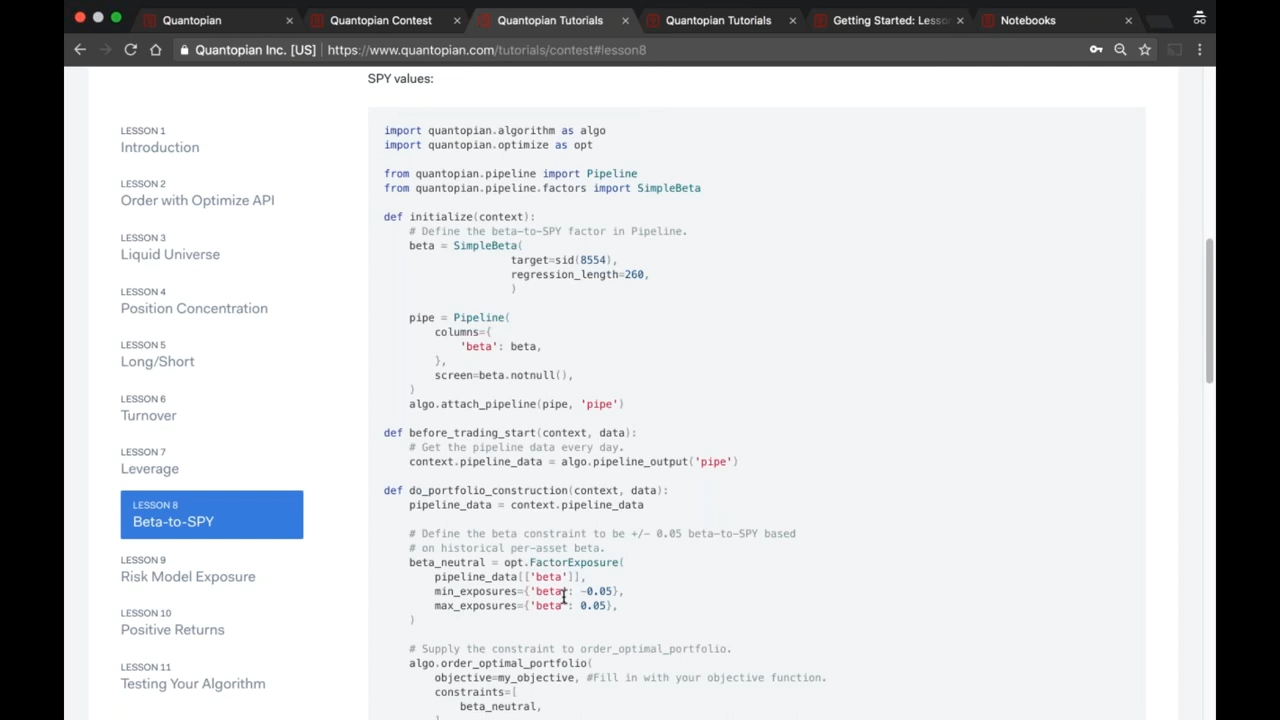 Quantopian
Quantopian Contest
Quantopian Tutorials
Quantopian Tutorials
Getting Started: Lesso
Notebooks
Quantopian Inc. [US] https://www.quantopian.com/tutorials/contest#lesson8
SPY values:
LESSON 1
Introduction
LESSON 2
Order with Optimize API
LESSON 3
Liquid Universe
LESSON 4
Position Concentration
LESSON 5
Long/Short
LESSON 6
Turnover
LESSON 7
Leverage
LESSON 8
Beta-to-SPY
LESSON 9
Risk Model Exposure
LESSON 10
Positive Returns
LESSON 11
Testing Your Algorithm
import quantopian.algorithm as algo
import quantopian.optimize as opt
from quantopian.pipeline import Pipeline
from quantopian.pipeline.factors import SimpleBeta
def initialize(context):
# Define the beta-to-SPY factor in Pipeline.
beta = SimpleBeta(
target=sid(8554),
regression_length=260,
)
pipe = Pipeline(
columns={
'beta': beta,
},
screen=beta.notnull(),
)
algo.attach_pipeline(pipe, 'pipe')
def before_trading_start(context, data):
# Get the pipeline data every day.
context.pipeline_data = algo.pipeline_output('pipe')
def do_portfolio_construction(context, data):
pipeline_data = context.pipeline_data
# Define the beta constraint to be +/- 0.05 beta-to-SPY based
# on historical per-asset beta.
beta_neutral = opt.FactorExposure(
pipeline_data[['beta']],
min_exposures={'beta': -0.05},
max_exposures={'beta': 0.05},
)
# Supply the constraint to order_optimal_portfolio.
algo.order_optimal_portfolio(
objective=my_objective, #Fill in with your objective function.
constraints=[
beta_neutral,